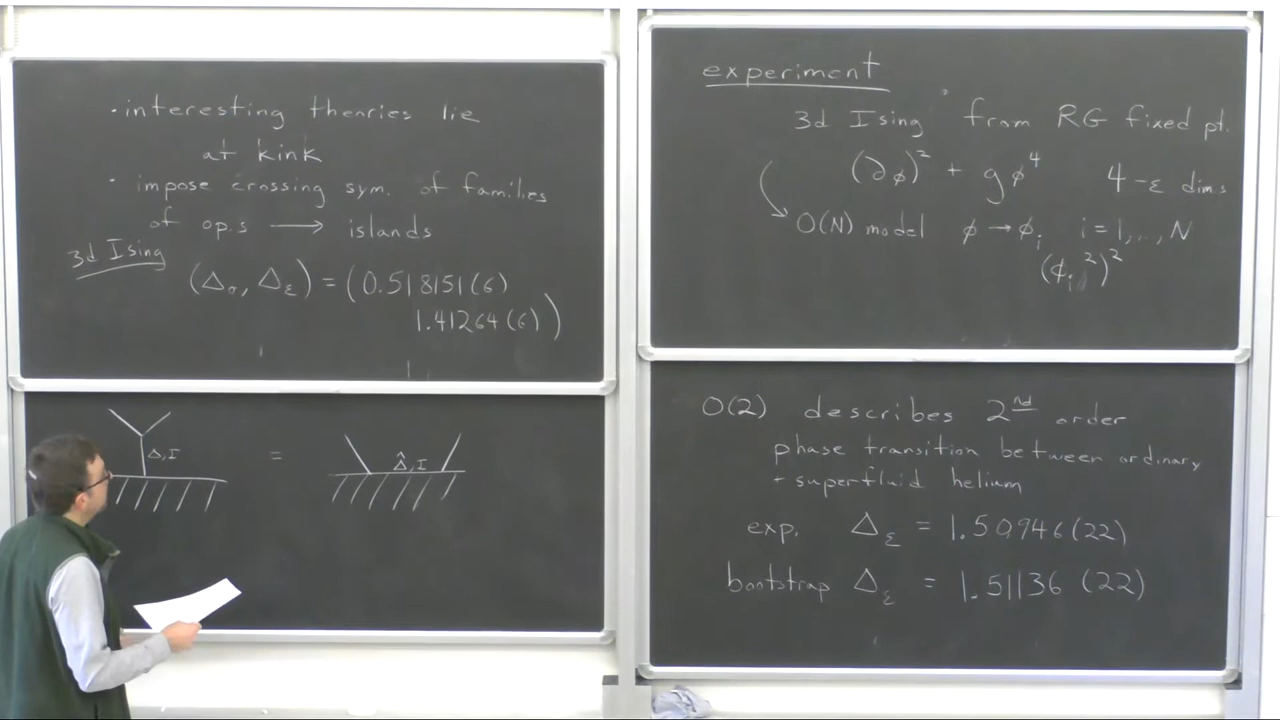 · interesting theories lie
at kink
· impose crossing sym. of families
of op.s ⟶ islands
3d Ising
(Δσ, Δε) = (0.518151(6)
1.41264(6))
Δ, I
=
Δ̂, I
experiment
3d Ising from RG fixed pt.
(∂φ)² + gφ⁴ 4-ε dims
O(N) model φ → φᵢ i = 1,..., N
(φᵢ²)²
O(2) describes 2nd order
phase transition between ordinary
+ superfluid helium
exp. Δε = 1.50946(22)
bootstrap Δε = 1.51136 (22)